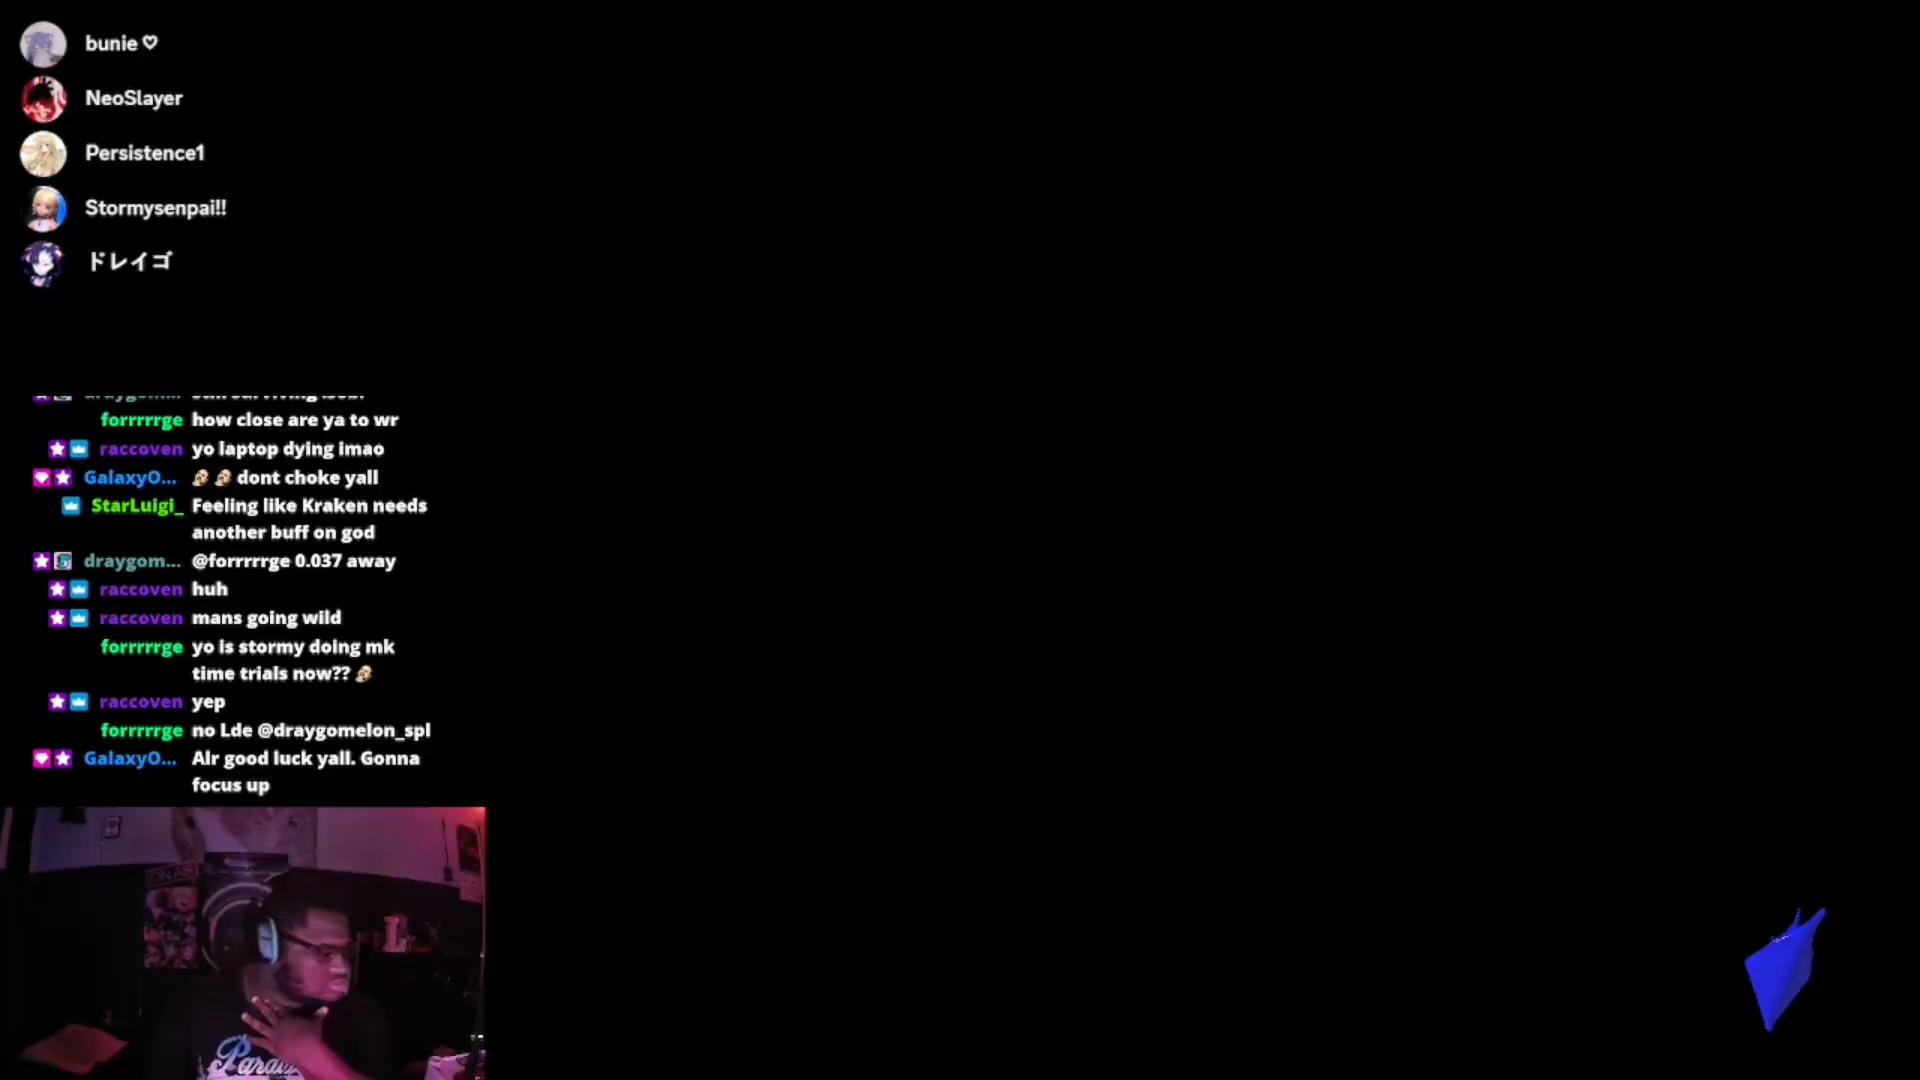 bunie ♡
NeoSlayer
Persistence1
Stormysenpai!!
ドレイゴ
forrrrrge how close are ya to wr
raccoven yo laptop dying lmao
GalaxyO... dont choke yall
StarLuigi_ Feeling like Kraken needs
another buff on god
draygom... @forrrrrge 0.037 away
raccoven huh
raccoven mans going wild
forrrrrge yo is stormy doing mk
time trials now??
raccoven yep
forrrrrge no Lde @draygomelon_spl
GalaxyO... Alr good luck yall. Gonna
focus up
ON AIR